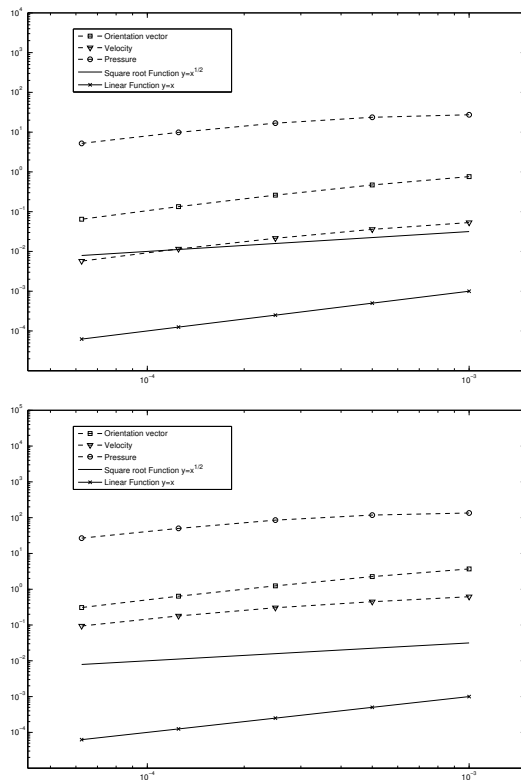 10^4
Orientation vector
Velocity
Pressure
Square root Function y=x^1/2
Linear Function y=x
10^3
10^2
10^1
10^0
10^−1
10^−2
10^−3
10^−4
10^−4 10^−3
10^5
Orientation vector
Velocity
Pressure
Square root Function y=x^1/2
Linear Function y=x
10^4
10^3
10^2
10^1
10^0
10^−1
10^−2
10^−3
10^−4
10^−4 10^−3